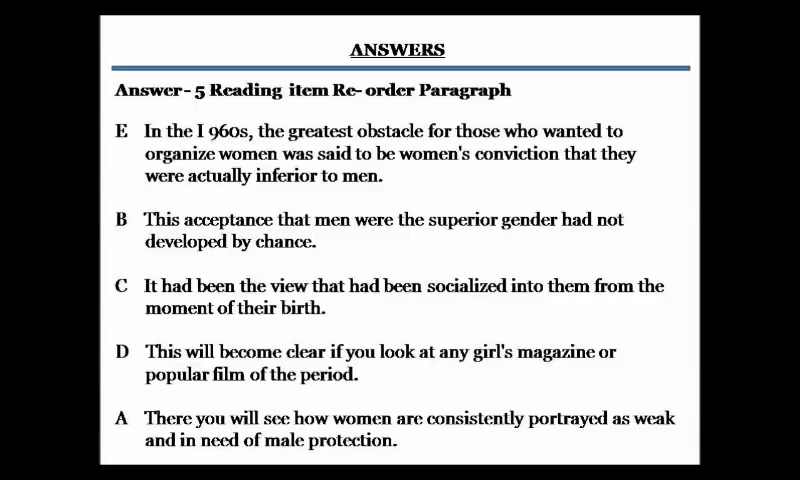 ANSWERS
Answer- 5 Reading item Re- order Paragraph
E In the I 960s, the greatest obstacle for those who wanted to
organize women was said to be women's conviction that they
were actually inferior to men.
B This acceptance that men were the superior gender had not
developed by chance.
C It had been the view that had been socialized into them from the
moment of their birth.
D This will become clear if you look at any girl's magazine or
popular film of the period.
A There you will see how women are consistently portrayed as weak
and in need of male protection.